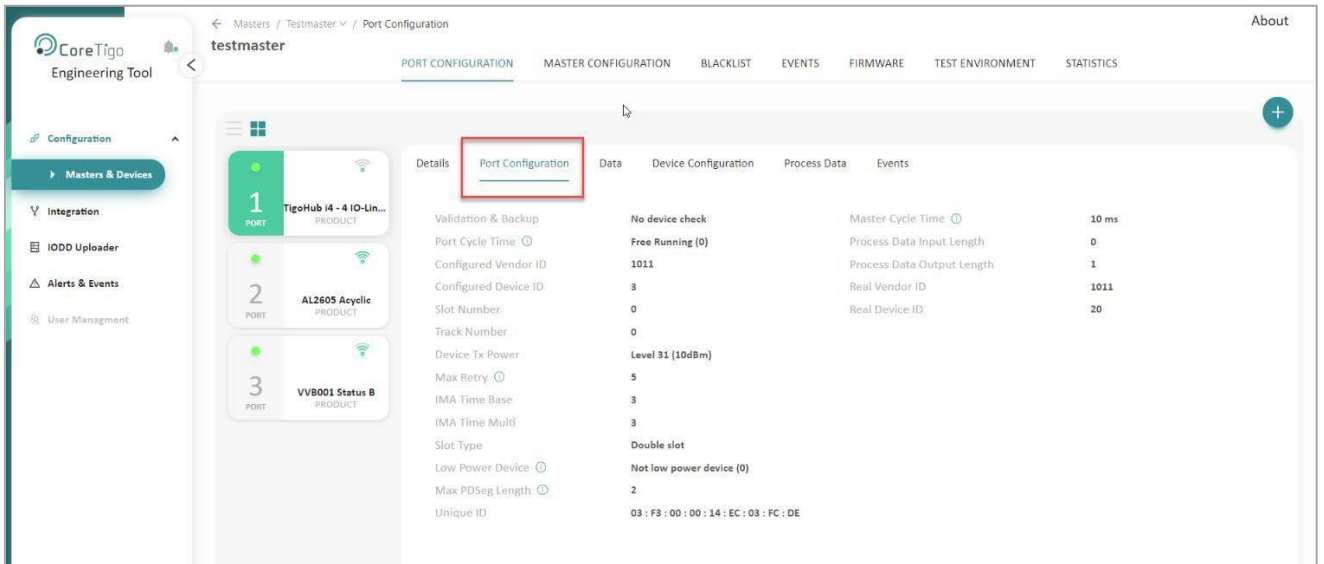 ← Masters / Testmaster / Port Configuration
About
testmaster
CoreTigo
Engineering Tool
PORT CONFIGURATION MASTER CONFIGURATION BLACKLIST EVENTS FIRMWARE TEST ENVIRONMENT STATISTICS
Configuration
Masters & Devices
Integration
IODD Uploader
Alerts & Events
User Managment
1
PORT
TigoHub i4 - 4 IO-Lin...
PRODUCT
2
PORT
AL2605 Acyclic
PRODUCT
3
PORT
VVB001 Status B
PRODUCT
Details Port Configuration Data Device Configuration Process Data Events
Validation & Backup No device check
Port Cycle Time Free Running (0)
Configured Vendor ID 1011
Configured Device ID 3
Slot Number 0
Track Number 0
Device Tx Power Level 31 (10dBm)
Max Retry 5
IMA Time Base 3
IMA Time Multi 3
Slot Type Double slot
Low Power Device Not low power device (0)
Max PDSeg Length 2
Unique ID 03 : F3 : 00 : 00 : 14 : EC : 03 : FC : DE
Master Cycle Time 10 ms
Process Data Input Length 0
Process Data Output Length 1
Real Vendor ID 1011
Real Device ID 20